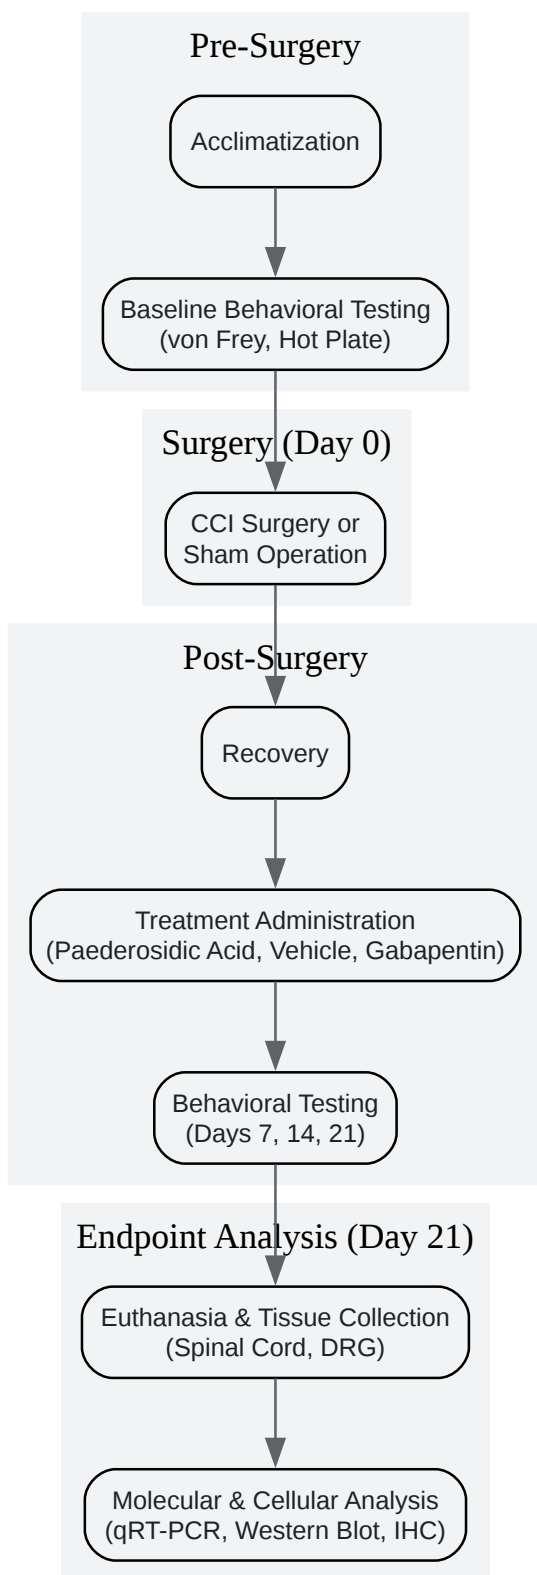 Pre-Surgery
Acclimatization
Baseline Behavioral Testing
(von Frey, Hot Plate)
Surgery (Day 0)
CCI Surgery or
Sham Operation
Post-Surgery
Recovery
Treatment Administration
(Paederosidic Acid, Vehicle, Gabapentin)
Behavioral Testing
(Days 7, 14, 21)
Endpoint Analysis (Day 21)
Euthanasia & Tissue Collection
(Spinal Cord, DRG)
Molecular & Cellular Analysis
(qRT-PCR, Western Blot, IHC)